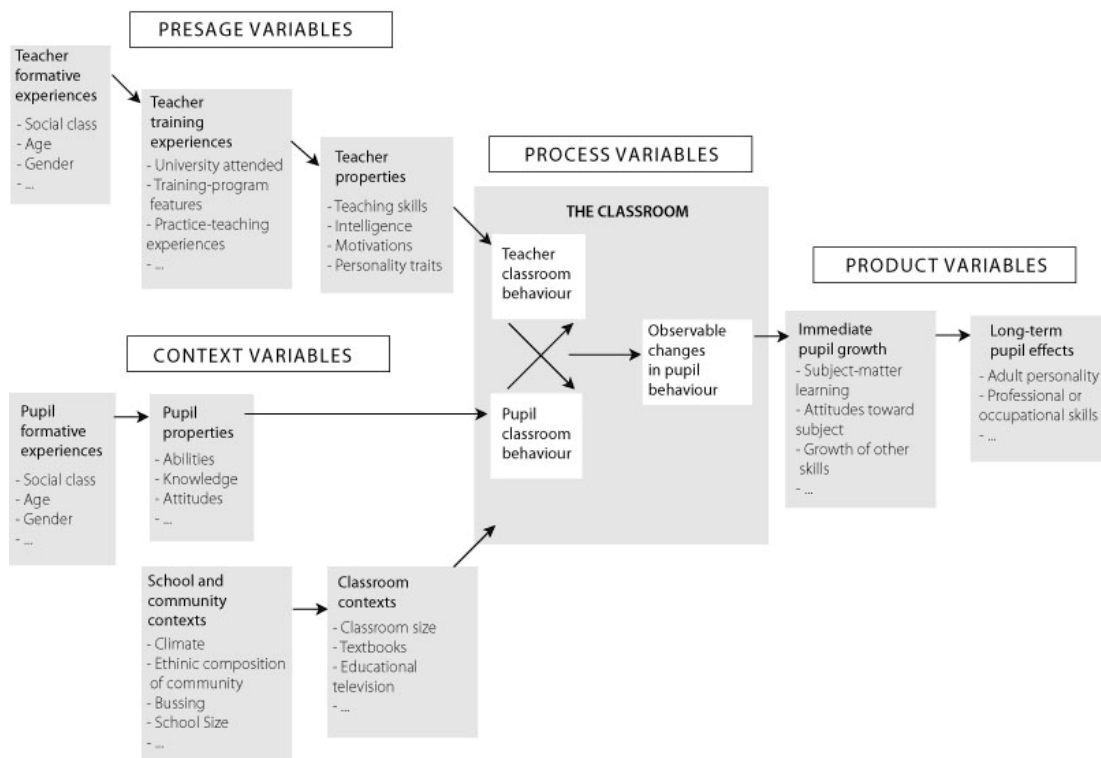 PRESAGE VARIABLES
Teacher
formative
experiences
- Social class
- Age
- Gender
- ...
Teacher
training
experiences
- University attended
- Training-program
features
- Practice-teaching
experiences
- ...
Teacher
properties
- Teaching skills
- Intelligence
- Motivations
- Personality traits
CONTEXT VARIABLES
Pupil
formative
experiences
- Social class
- Age
- Gender
- ...
Pupil
properties
- Abilities
- Knowledge
- Attitudes
- ...
School and
community
contexts
- Climate
- Ethinic composition
of community
- Bussing
- School Size
- ...
Classroom
contexts
- Classroom size
- Textbooks
- Educational
television
- ...
PROCESS VARIABLES
THE CLASSROOM
Teacher
classroom
behaviour
Pupil
classroom
behaviour
Observable
changes
in pupil
behaviour
PRODUCT VARIABLES
Immediate
pupil growth
- Subject-matter
learning
- Attitudes toward
subject
- Growth of other
skills
- ...
Long-term
pupil effects
- Adult personality
- Professional or
occupational skills
- ...